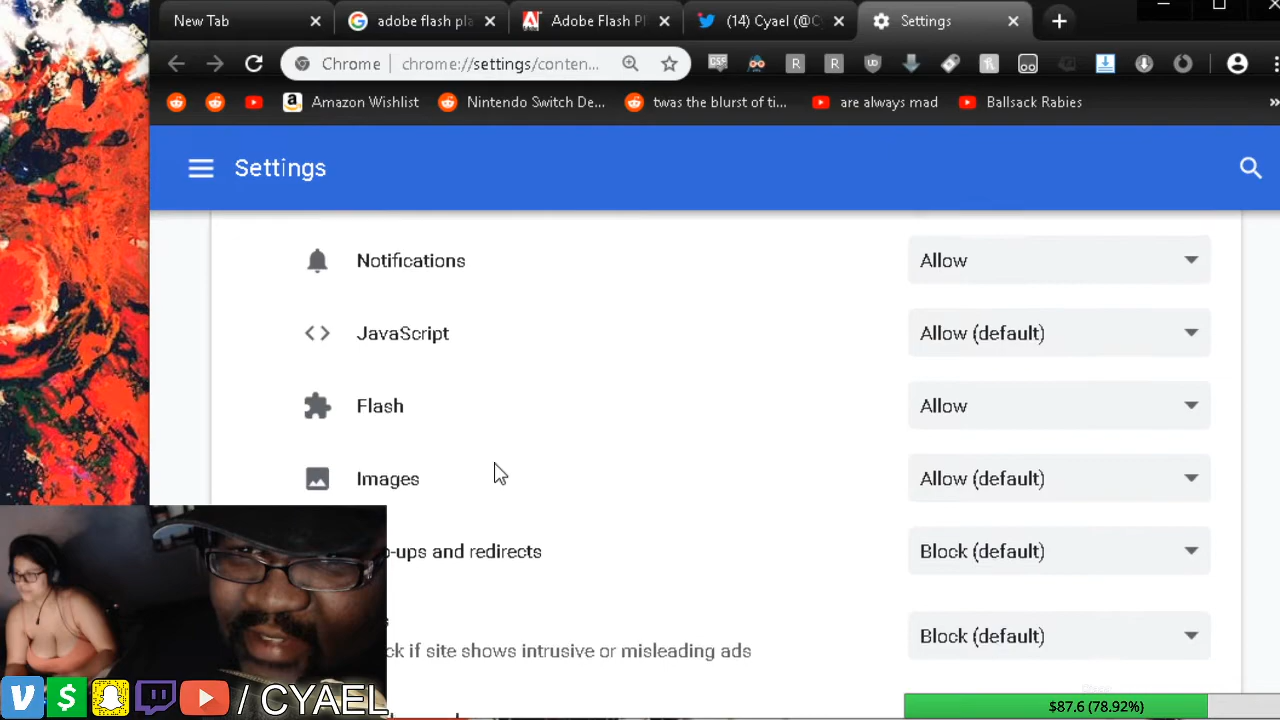 New Tab
adobe flash pla
Adobe Flash Pl
(14) Cyael (@C
Settings
Chrome
chrome://settings/conten...
CSF
R
R
Amazon Wishlist
Nintendo Switch De...
twas the blurst of ti...
are always mad
Ballsack Rabies
»
Settings
Notifications
Allow
JavaScript
Allow (default)
Flash
Allow
Images
Allow (default)
-ups and redirects
Block (default)
ck if site shows intrusive or misleading ads
Block (default)
/ CYAEL
$87.6 (78.92%)